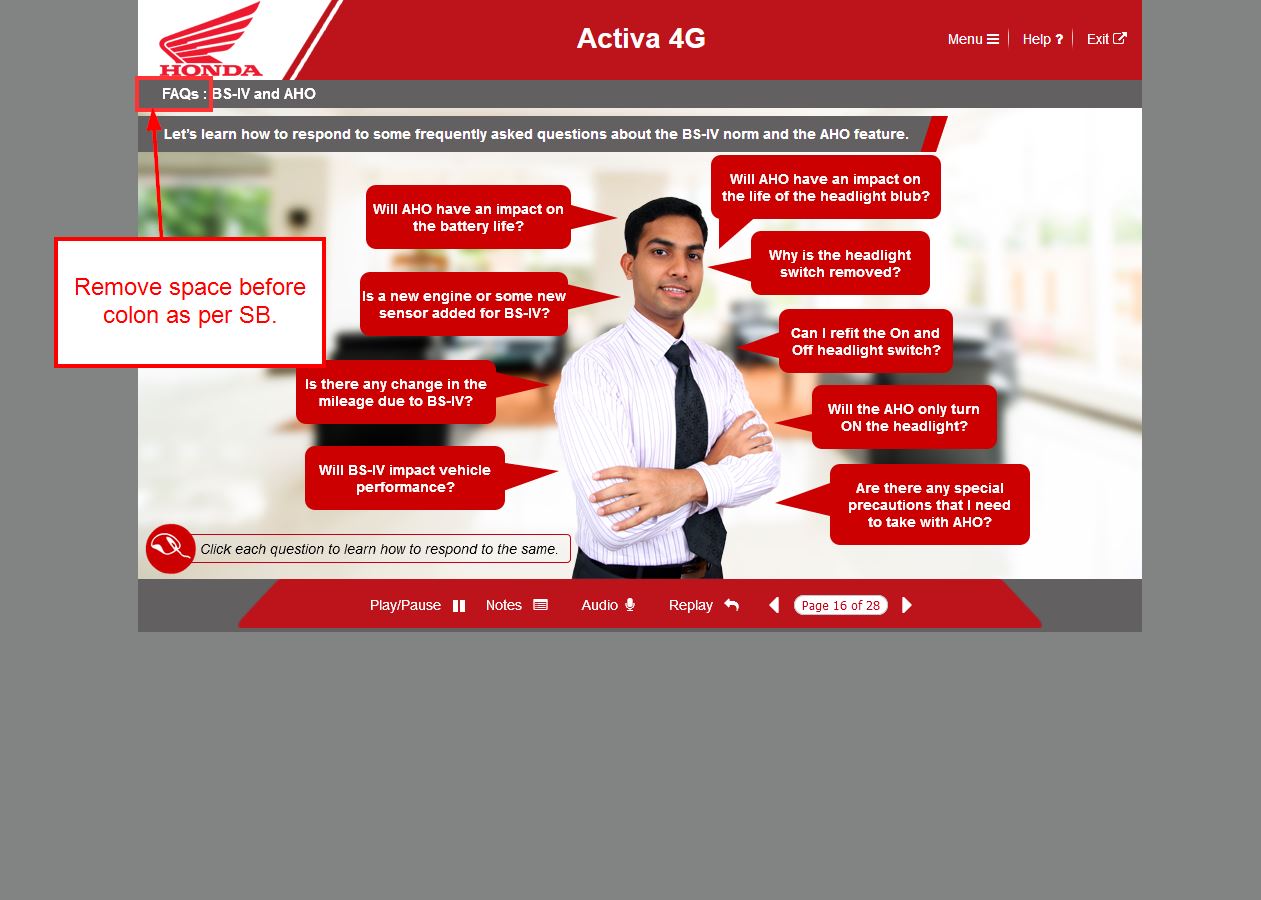 HONDA
Activa 4G
Menu
Help ?
Exit
FAQs : BS-IV and AHO
Let's learn how to respond to some frequently asked questions about the BS-IV norm and the AHO feature.
Remove space before
colon as per SB.
Will AHO have an impact on
the battery life?
Is a new engine or some new
sensor added for BS-IV?
Is there any change in the
mileage due to BS-IV?
Will BS-IV impact vehicle
performance?
Will AHO have an impact on
the life of the headlight blub?
Why is the headlight
switch removed?
Can I refit the On and
Off headlight switch?
Will the AHO only turn
ON the headlight?
Are there any special
precautions that I need
to take with AHO?
Click each question to learn how to respond to the same.
Play/Pause
Notes
Audio
Replay
Page 16 of 28